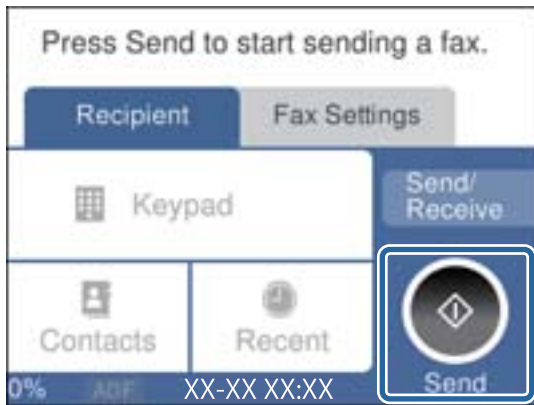 Press Send to start sending a fax.
Recipient
Fax Settings
Keypad
Send/
Receive
Contacts
Recent
Send
0%
ADF
XX-XX XX:XX